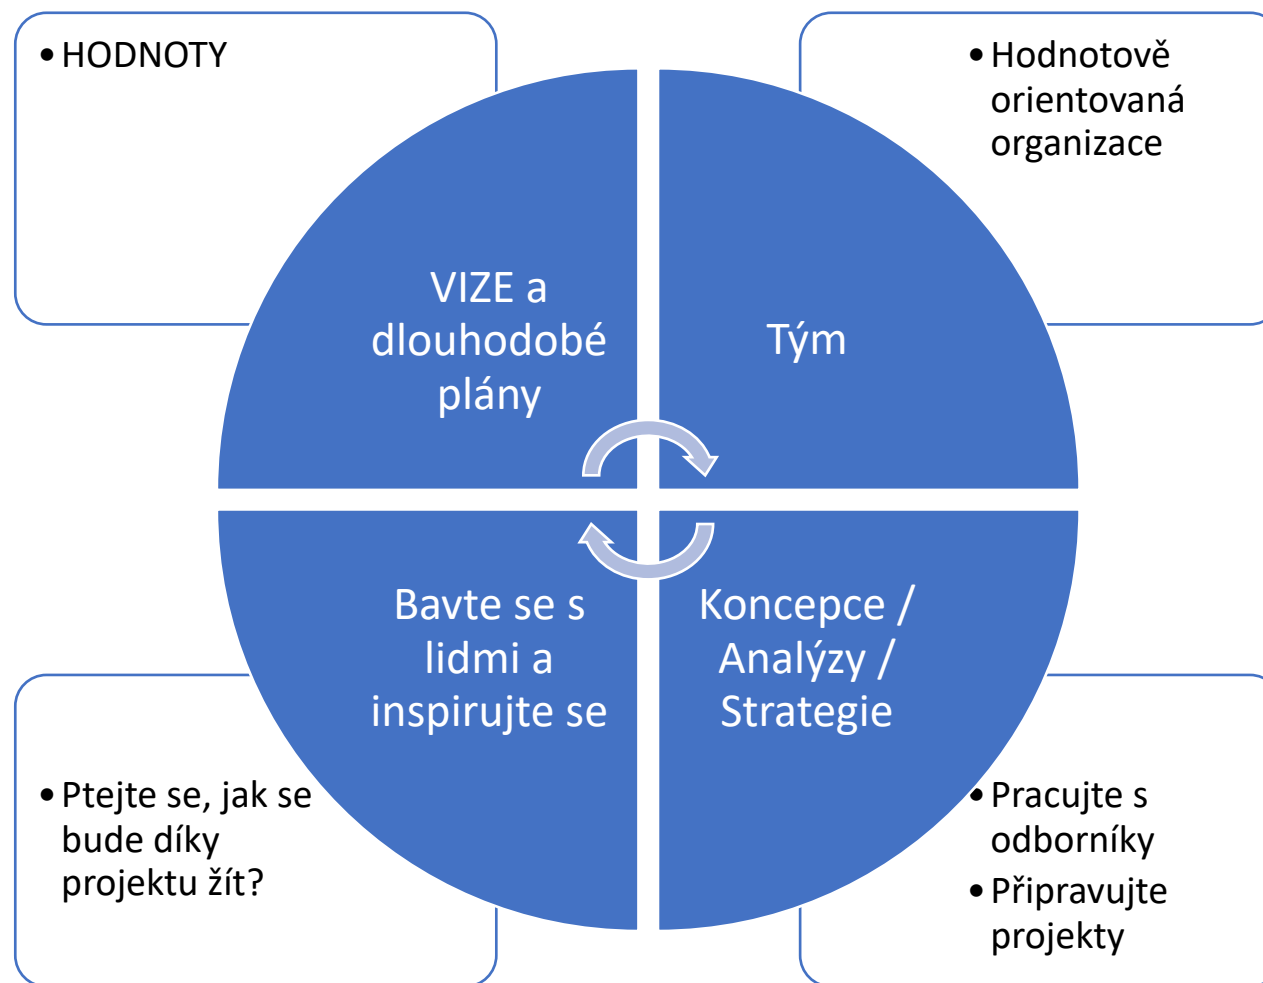 • HODNOTY
• Hodnotově
orientovaná
organizace
VIZE a
dlouhodobé
plány
Tým
Bavte se s
lidmi a
inspirujte se
Koncepce /
Analýzy /
Strategie
• Ptejte se, jak se
bude díky
projektu žít?
• Pracujte s
odborníky
• Připravujte
projekty